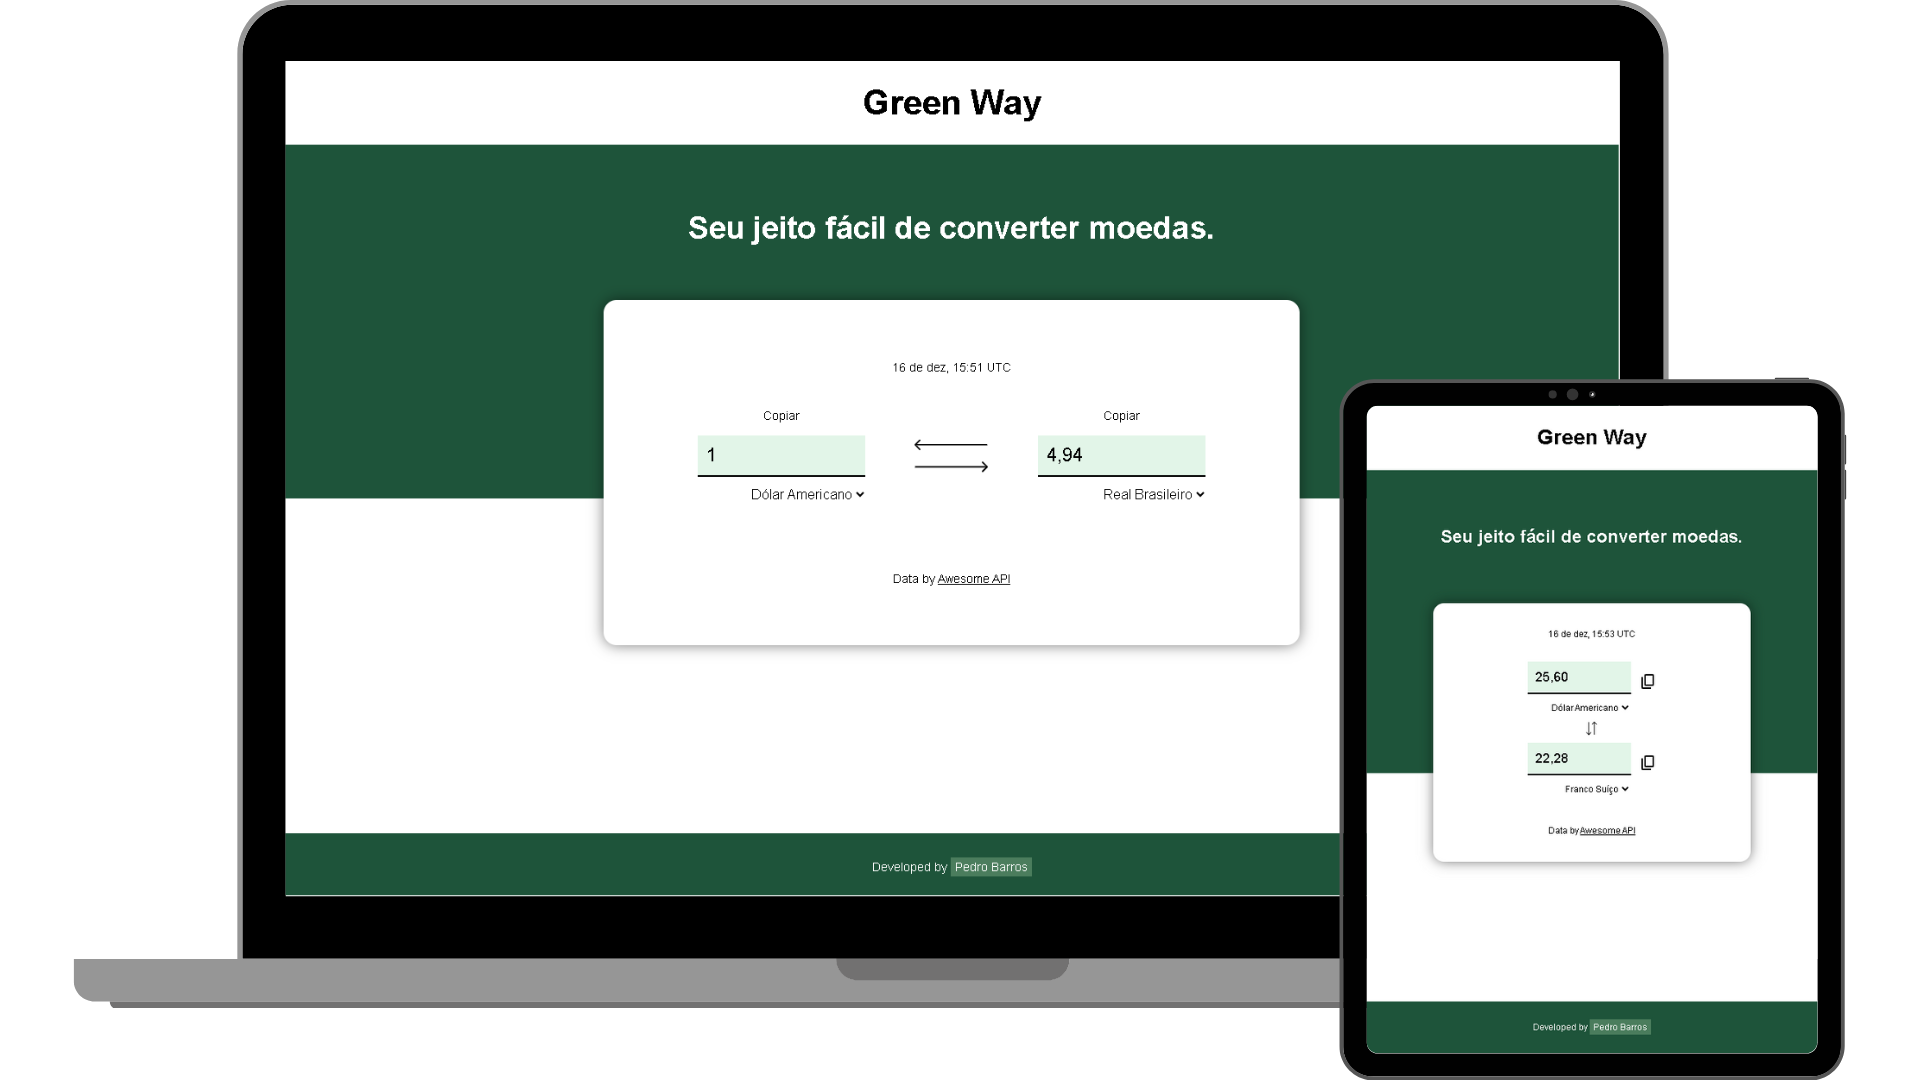 Green Way
Seu jeito fácil de converter moedas.
16 de dez, 15:51 UTC
Copiar
Copiar
1
4,94
Dólar Americano
Real Brasileiro
Data by Awesome API
Developed by Pedro Barros
Green Way
Seu jeito fácil de converter moedas.
16 de dez, 15:53 UTC
25,60
Dólar Americano
22,28
Franco Suíço
Data by Awesome API
Developed by Pedro Barros